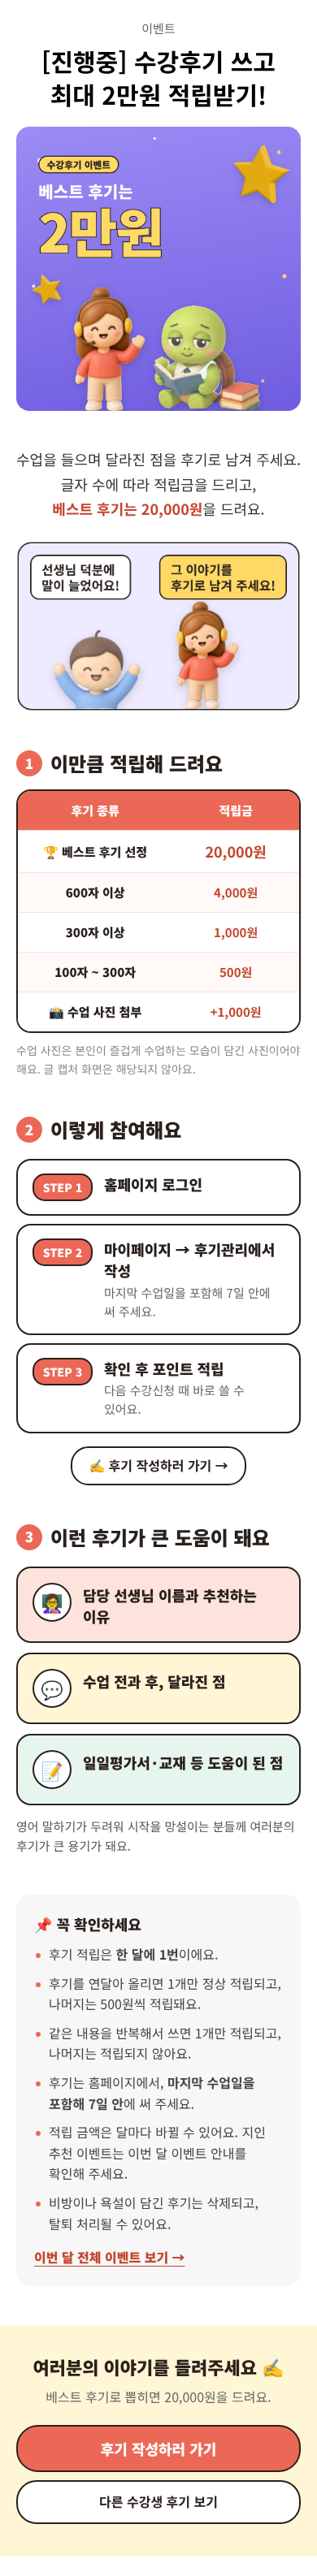 이벤트
[진행중] 수강후기 쓰고
최대 2만원 적립받기!
수강후기 이벤트
베스트 후기는
2만원
수업을 들으며 달라진 점을 후기로 남겨 주세요.
글자 수에 따라 적립금을 드리고,
베스트 후기는 20,000원을 드려요.
선생님 덕분에
말이 늘었어요!
그 이야기를
후기로 남겨 주세요!
1 이만큼 적립해 드려요
후기 종류 적립금
🏆 베스트 후기 선정 20,000원
600자 이상 4,000원
300자 이상 1,000원
100자 ~ 300자 500원
📸 수업 사진 첨부 +1,000원
수업 사진은 본인이 즐겁게 수업하는 모습이 담긴 사진이어야
해요. 글 캡처 화면은 해당되지 않아요.
2 이렇게 참여해요
STEP 1 홈페이지 로그인
STEP 2 마이페이지 → 후기관리에서
작성
마지막 수업일을 포함해 7일 안에
써 주세요.
STEP 3 확인 후 포인트 적립
다음 수강신청 때 바로 쓸 수
있어요.
✍️ 후기 작성하러 가기 →
3 이런 후기가 큰 도움이 돼요
담당 선생님 이름과 추천하는
이유
수업 전과 후, 달라진 점
일일평가서·교재 등 도움이 된 점
영어 말하기가 두려워 시작을 망설이는 분들께 여러분의
후기가 큰 용기가 돼요.
📌 꼭 확인하세요
• 후기 적립은 한 달에 1번이에요.
• 후기를 연달아 올리면 1개만 정상 적립되고,
나머지는 500원씩 적립돼요.
• 같은 내용을 반복해서 쓰면 1개만 적립되고,
나머지는 적립되지 않아요.
• 후기는 홈페이지에서, 마지막 수업일을
포함해 7일 안에 써 주세요.
• 적립 금액은 달마다 바뀔 수 있어요. 지인
추천 이벤트는 이번 달 이벤트 안내를
확인해 주세요.
• 비방이나 욕설이 담긴 후기는 삭제되고,
탈퇴 처리될 수 있어요.
이번 달 전체 이벤트 보기 →
여러분의 이야기를 들려주세요 ✍️
베스트 후기로 뽑히면 20,000원을 드려요.
후기 작성하러 가기
다른 수강생 후기 보기